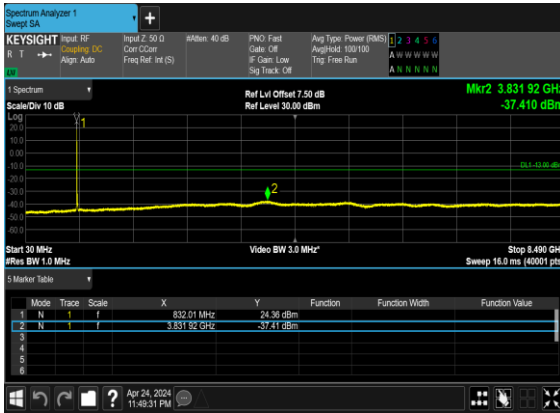 Spectrum Analyzer 1
Swept SA
KEYSIGHT
R T
Input: RF
Coupling: DC
Align: Auto
Input Z: 50 Ω
Corr CCorr
Freq Ref: Int (S)
#Atten: 40 dB
PNO: Fast
Gate: Off
IF Gain: Low
Sig Track: Off
Avg Type: Power (RMS)
Avg|Hold: 100/100
Trig: Free Run
1 2 3 4 5 6
A W W W W W
A N N N N N
1 Spectrum
Scale/Div 10 dB
Ref Lvl Offset 7.50 dB
Ref Level 30.00 dBm
Mkr2 3.831 92 GHz
-37.410 dBm
Log
20.0
10.0
0.00
-10.0
-20.0
-30.0
-40.0
-50.0
-60.0
1
2
DL1 -13.00 dBm
Start 30 MHz
#Res BW 1.0 MHz
Video BW 3.0 MHz*
Stop 8.490 GH
Sweep 16.0 ms (40001 pts
5 Marker Table
Mode Trace Scale X Y Function Function Width Function Value
1 N 1 f 832.01 MHz 24.36 dBm
2 N 1 f 3.831 92 GHz -37.41 dBm
3
4
5
6
?
Apr 24, 2024
11:49:31 PM